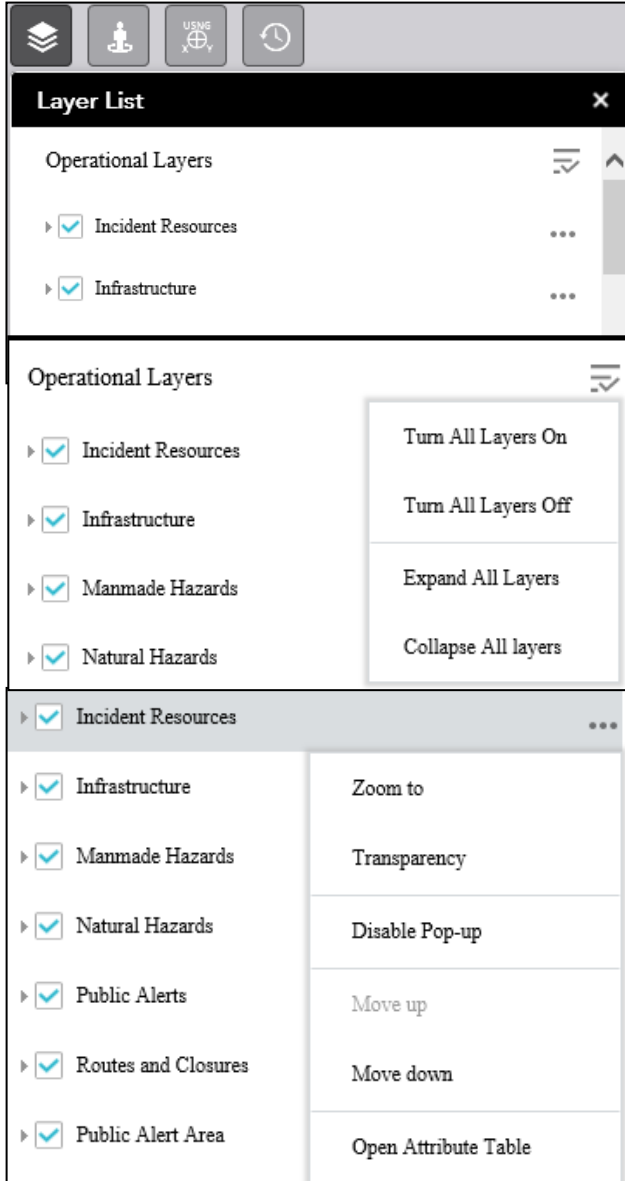 USNG
X Y
Layer List ×
Operational Layers
Incident Resources
Infrastructure
Operational Layers
Incident Resources
Infrastructure
Manmade Hazards
Natural Hazards
Turn All Layers On
Turn All Layers Off
Expand All Layers
Collapse All layers
Incident Resources
Infrastructure
Manmade Hazards
Natural Hazards
Public Alerts
Routes and Closures
Public Alert Area
Zoom to
Transparency
Disable Pop-up
Move up
Move down
Open Attribute Table